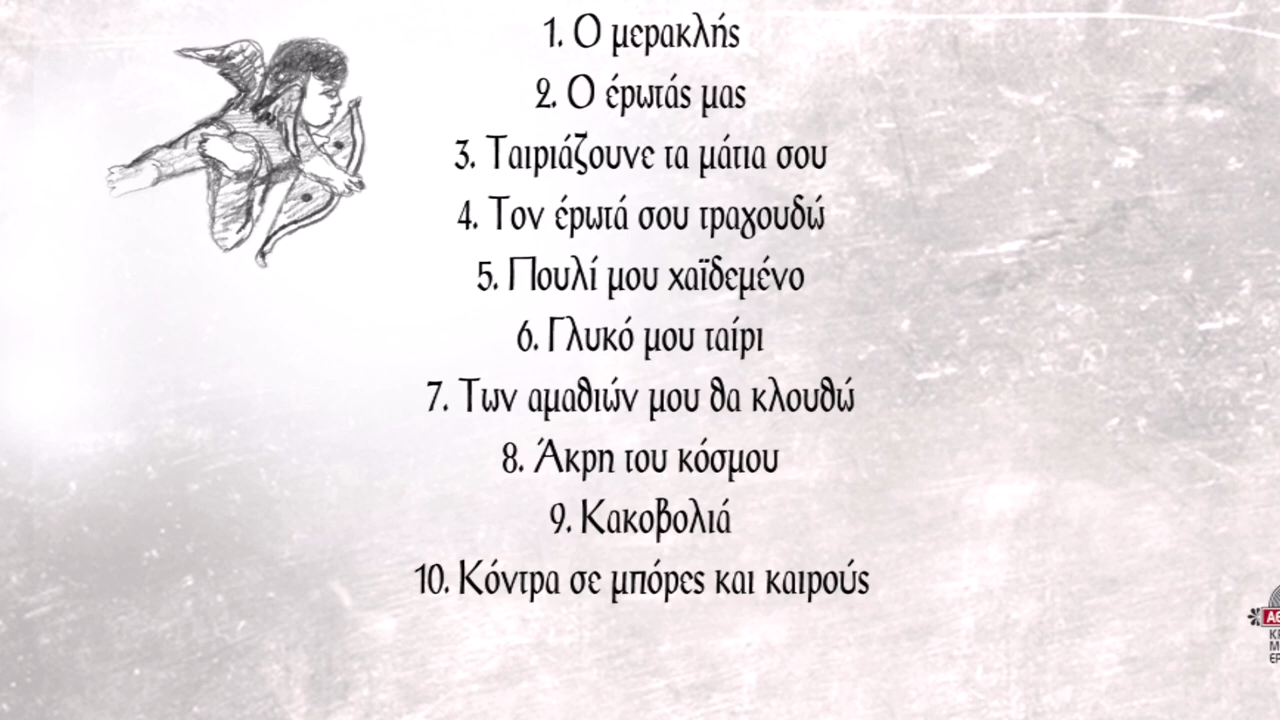 1. Ο μερακλής
2. Ο έρωτάς μας
3. Ταιριάζουνε τα μάτια σου
4. Τον έρωτά σου τραγουδώ
5. Πουλί μου χαϊδεμένο
6. Γλυκό μου ταίρι
7. Των αμαθιών μου θα κλουθώ
8. Άκρη του κόσμου
9. Κακοβολιά
10. Κόντρα σε μπόρες και καιρούς